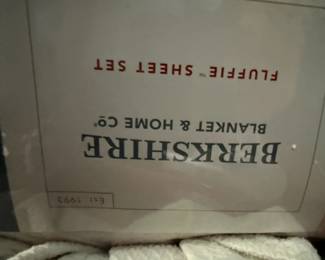 Est. 1993
BERKSHIRE
BLANKET & HOME Co®
FLUFFIE™ SHEET SET